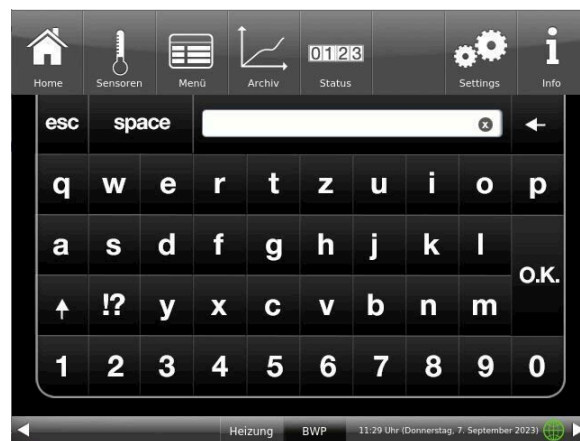 Home Sensoren Menü Archiv 0123 Status Settings i Info
esc space x
q w e r t z u i o p
a s d f g h j k l
O.K.
!? y x c v b n m
1 2 3 4 5 6 7 8 9 0
Heizung BWP 11:29 Uhr (Donnerstag, 7. September 2023)